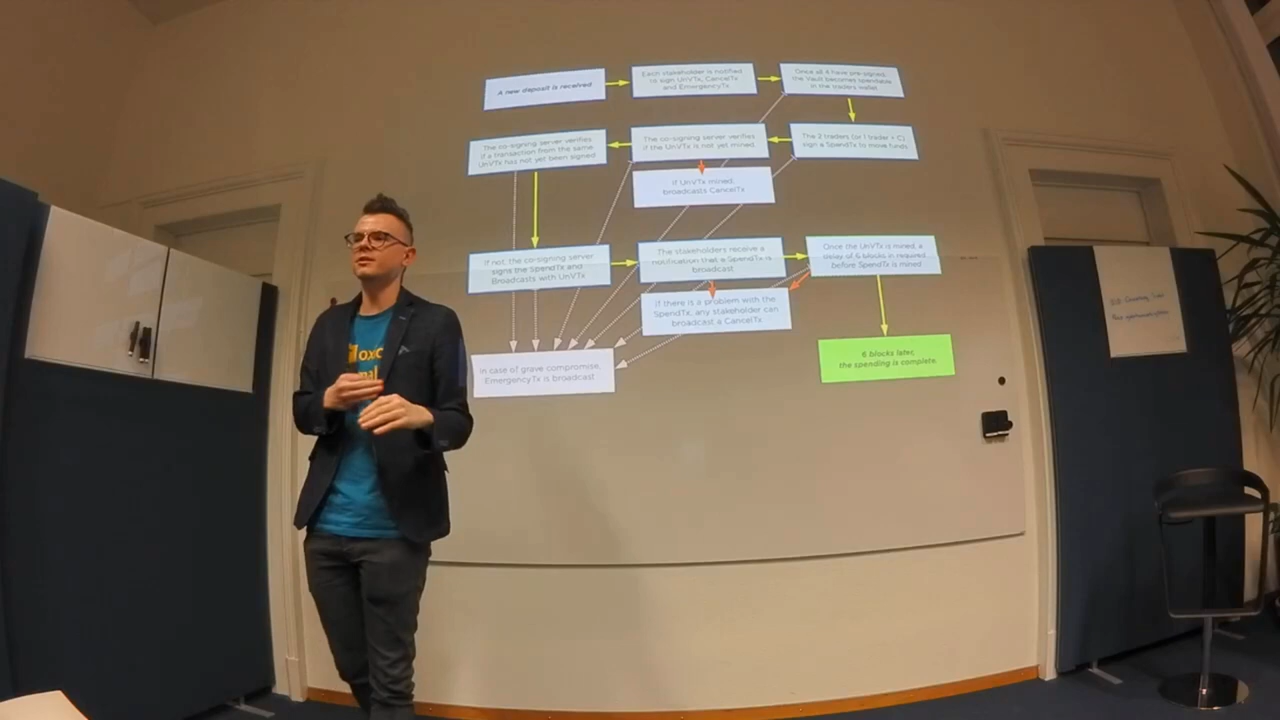 A new deposit is received
Each stakeholder is notified
to sign UnVTx, CancelTx
and EmergencyTx
Once all 4 have pre-signed,
the Vault becomes spendable
in the traders wallet
The co-signing server verifies
if a transaction from the same
UnVTx has not yet been signed
The co-signing server verifies
if the UnVTx is not yet mined.
The 2 traders (or 1 trader + C)
sign a SpendTx to move funds.
If UnVTx mined,
broadcasts CancelTx
If not, the co-signing server
signs the SpendTx and
Broadcasts with UnVTx
The stakeholders receive a
notification that a SpendTx is
broadcast
Once the UnVTx is mined, a
delay of 6 blocks in required
before SpendTx is mined
If there is a problem with the
SpendTx, any stakeholder can
broadcast a CancelTx
In case of grave compromise,
EmergencyTx is broadcast
6 blocks later,
the spending is complete.